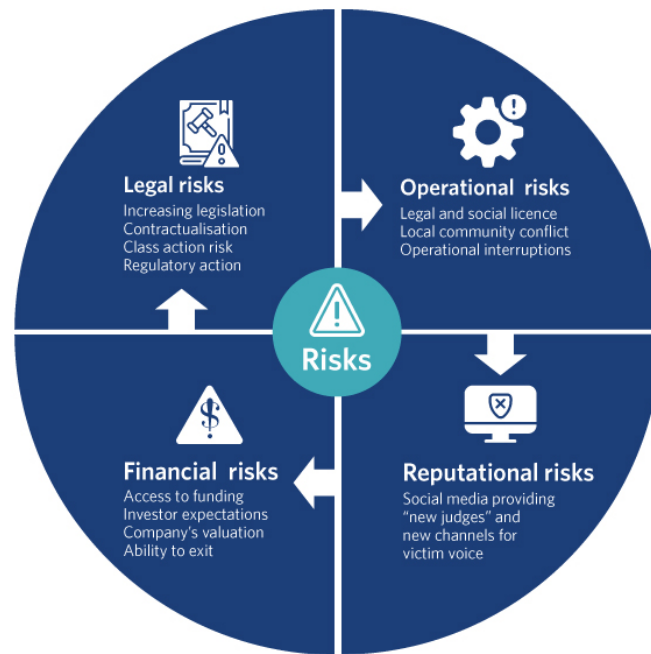 Legal risks
Increasing legislation
Contractualisation
Class action risk
Regulatory action
Operational risks
Legal and social licence
Local community conflict
Operational interruptions
Risks
Financial risks
Access to funding
Investor expectations
Company's valuation
Ability to exit
Reputational risks
Social media providing
“new judges” and
new channels for
victim voice